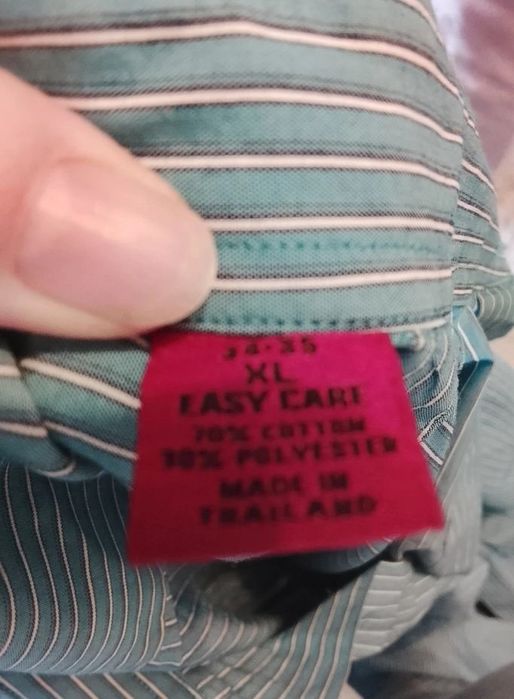 34-35
XL
EASY CARE
70% COTTON
30% POLYESTER
MADE IN
THAILAND